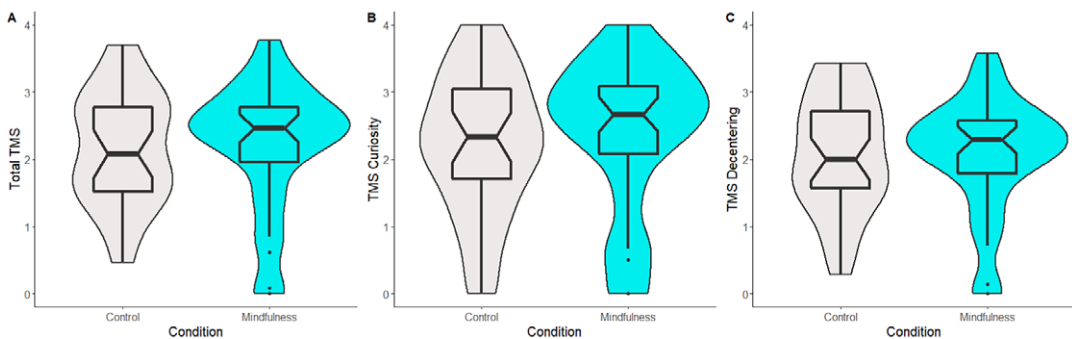 A
Total TMS
4
3
2
1
0
Control
Mindfulness
Condition
B
TMS Curiosity
4
3
2
1
0
Control
Mindfulness
Condition
C
TMS Decentering
4
3
2
1
0
Control
Mindfulness
Condition